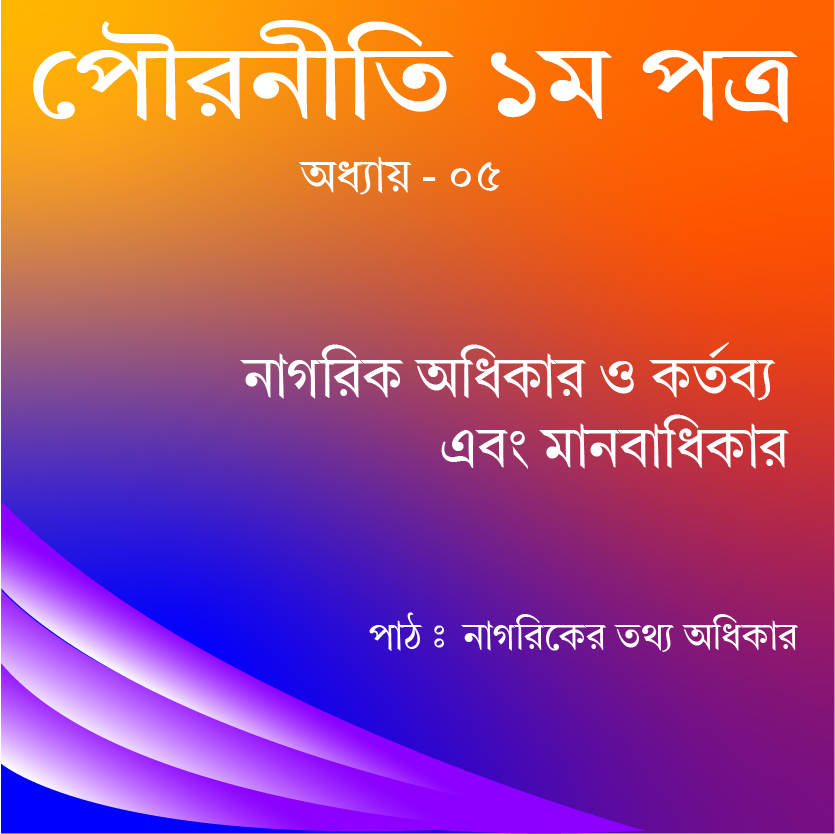 পৌরনীতি ১ম পত্র
অধ্যায় - ০৫
নাগরিক অধিকার ও কর্তব্য
এবং মানবাধিকার
পাঠ ঃ নাগরিকের তথ্য অধিকার